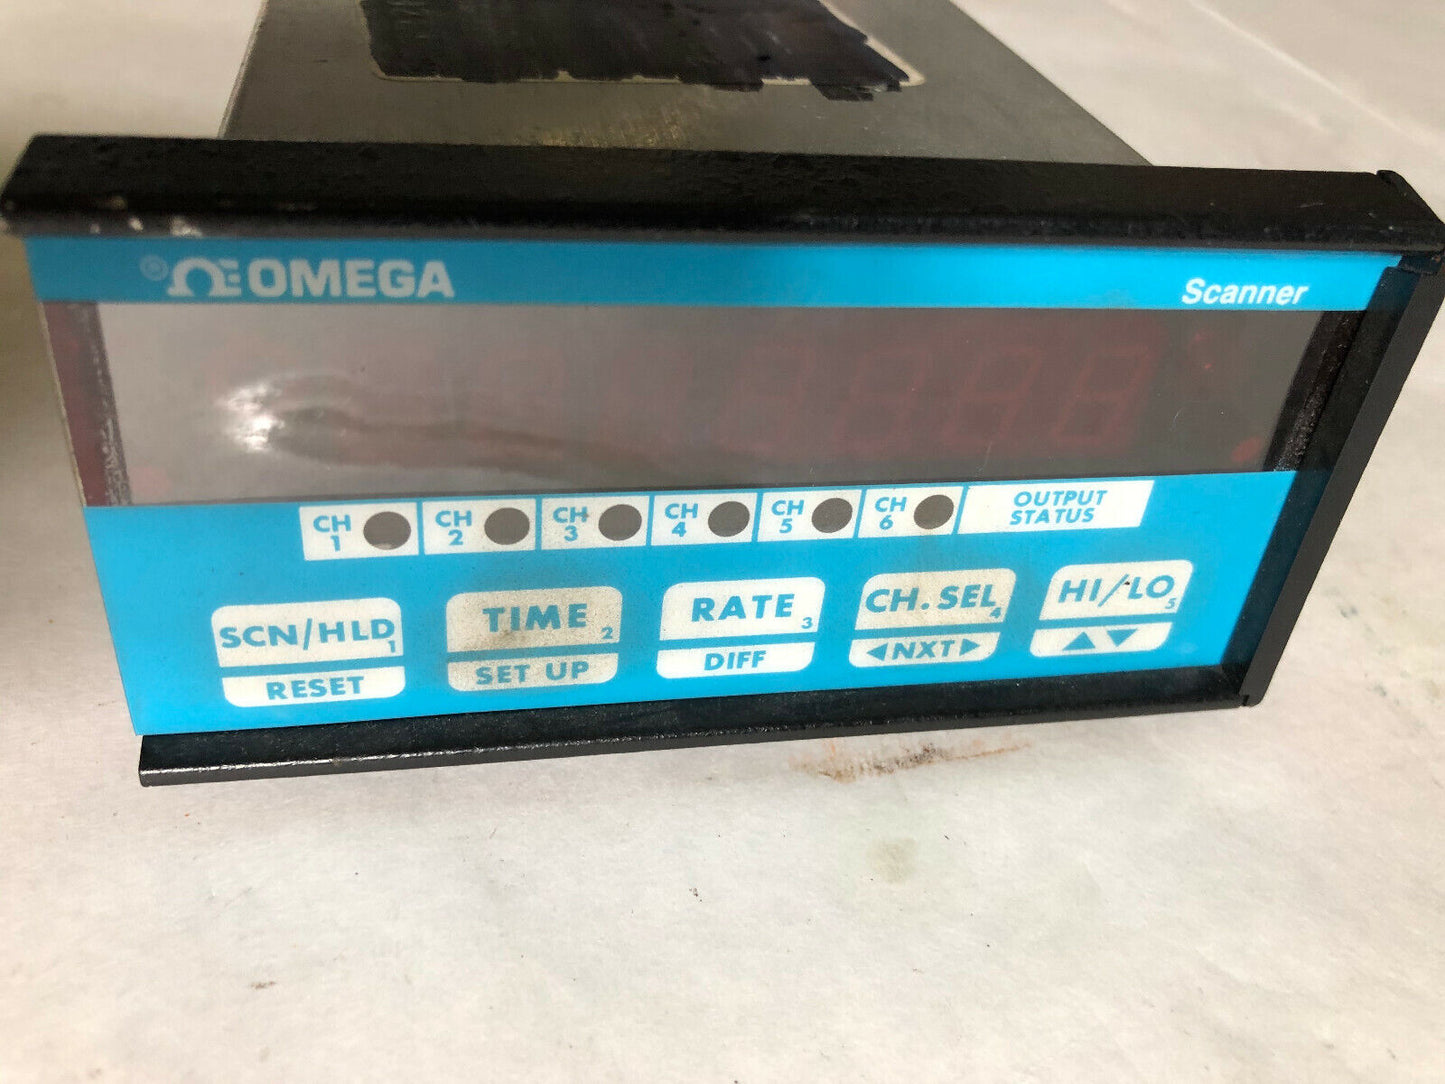 ® OMEGA
Scanner
CH 1
CH 2
CH 3
CH 4
CH 5
CH 6
OUTPUT STATUS
SCN/HLD 1
TIME 2
RATE 3
CH. SEL 4
HI/LO 5
RESET
SET UP
DIFF
◄NXT►
▲▼